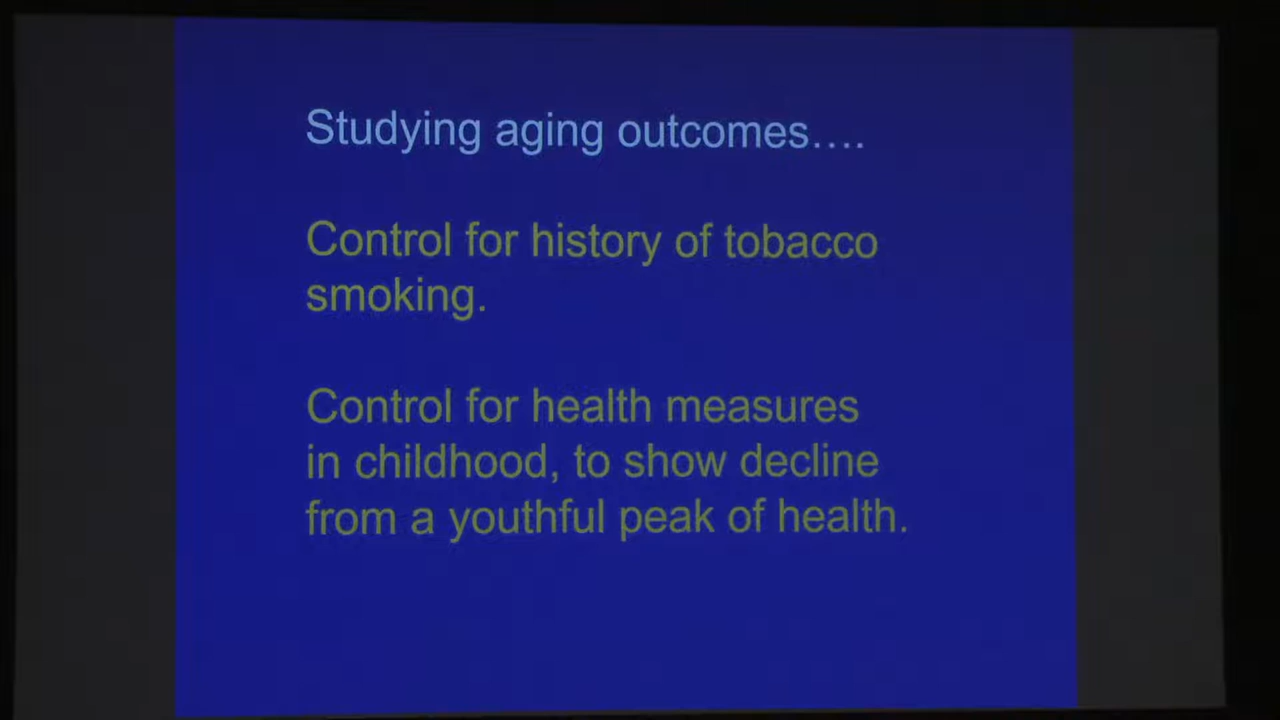 Studying aging outcomes….
Control for history of tobacco
smoking.
Control for health measures
in childhood, to show decline
from a youthful peak of health.